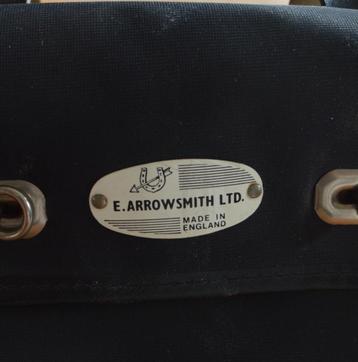 E.ARROWSMITH LTD.
MADE IN
ENGLAND